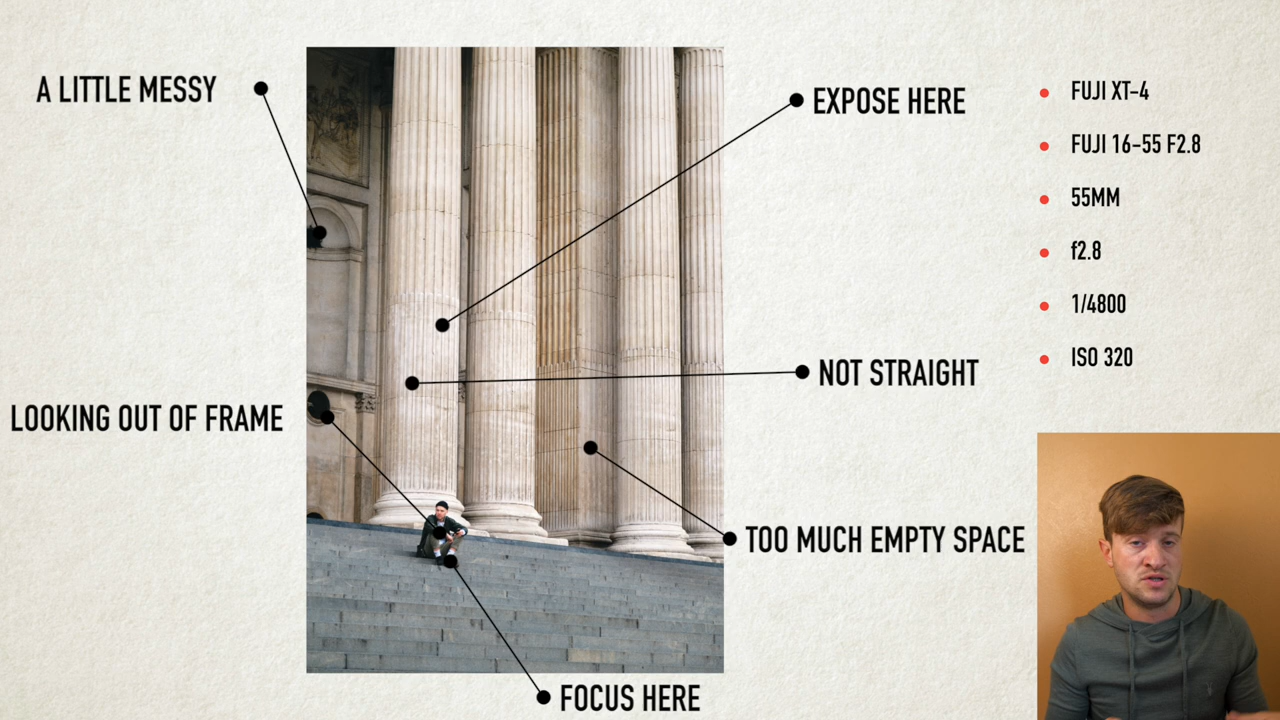 A LITTLE MESSY
EXPOSE HERE
NOT STRAIGHT
LOOKING OUT OF FRAME
TOO MUCH EMPTY SPACE
FOCUS HERE
FUJI XT-4
FUJI 16-55 F2.8
55MM
f2.8
1/4800
ISO 320